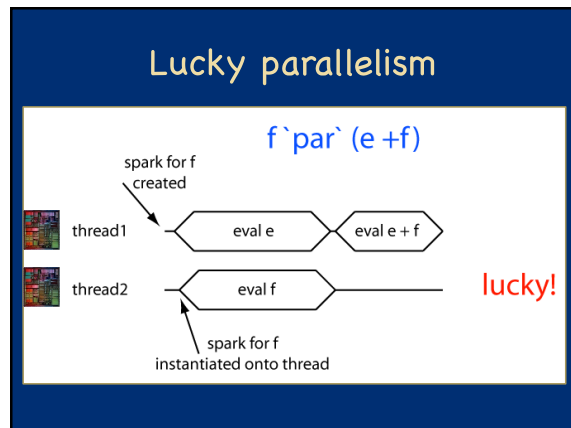 Lucky parallelism
f `par` (e +f)
spark for f
created
thread1
eval e
eval e + f
thread2
eval f
lucky!
spark for f
instantiated onto thread